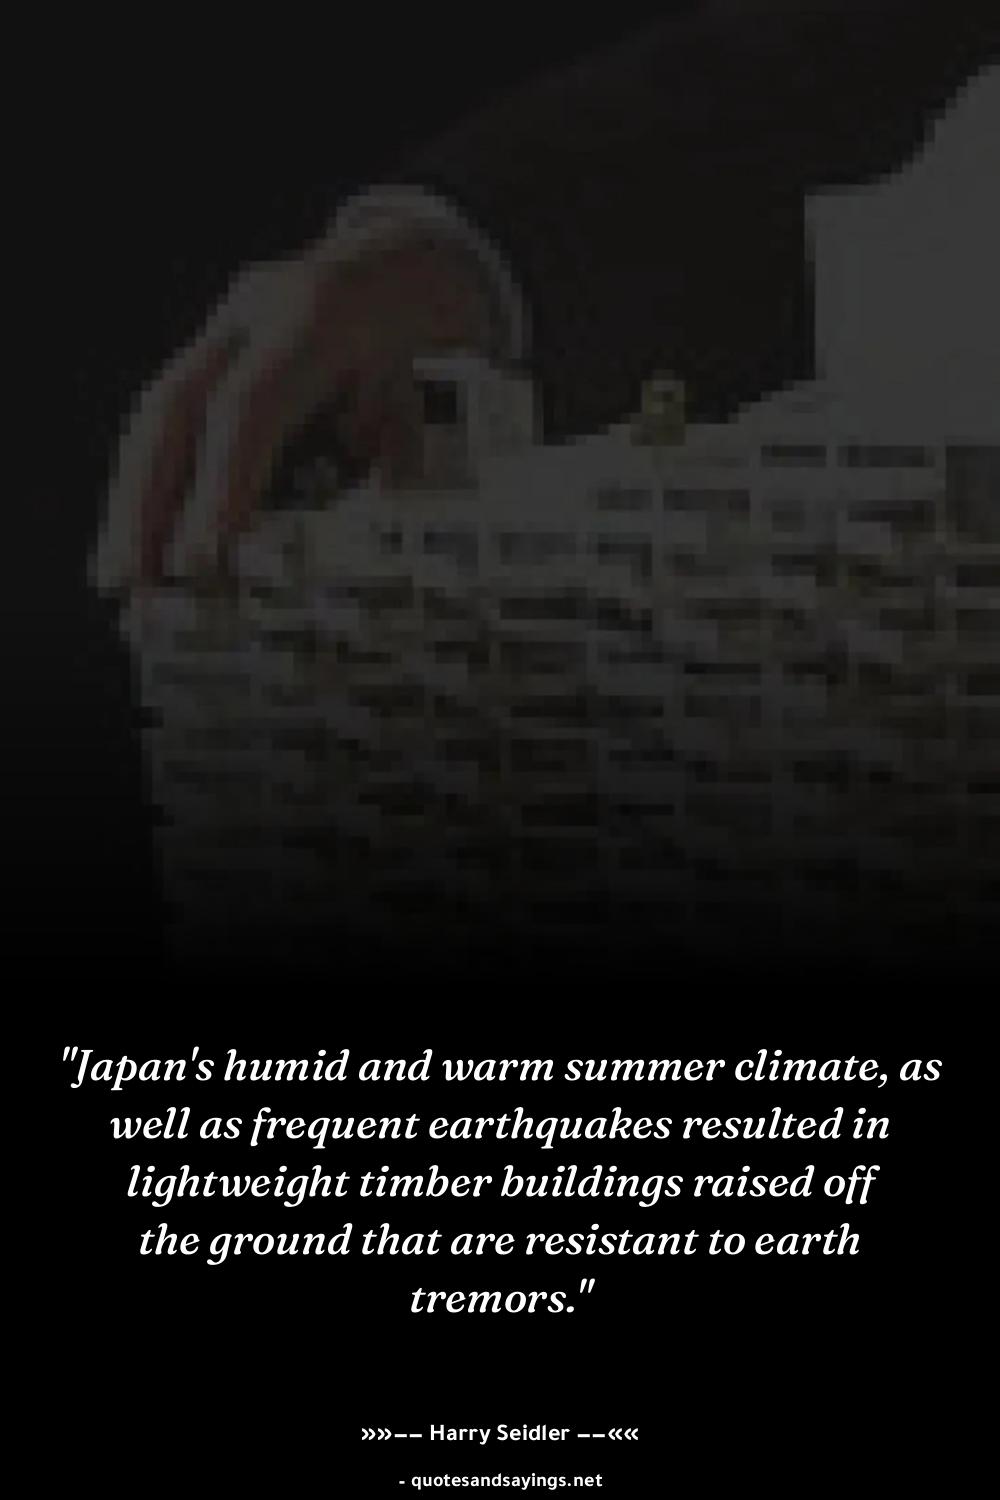 "Japan's humid and warm summer climate, as
well as frequent earthquakes resulted in
lightweight timber buildings raised off
the ground that are resistant to earth
tremors."
»»−− Harry Seidler −−««
- quotesandsayings.net